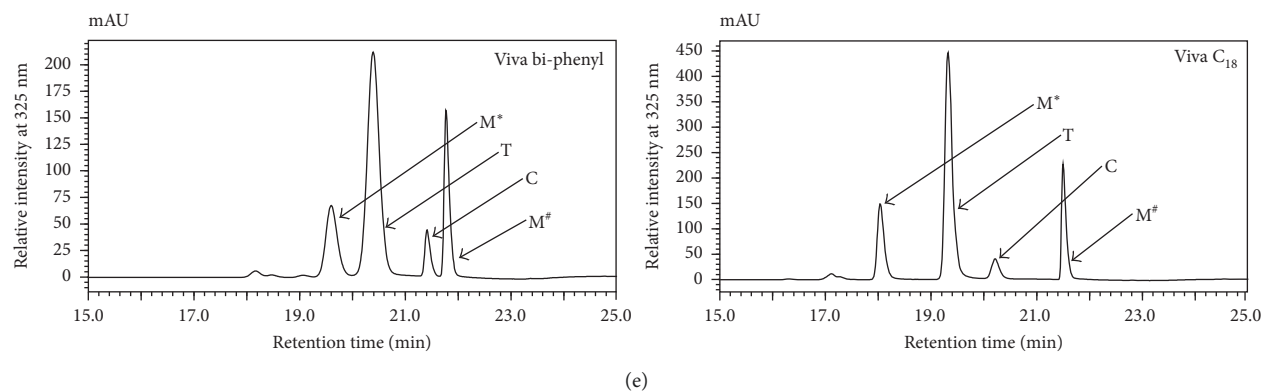 mAU
Relative intensity at 325 nm
200
175
150
125
100
75
50
25
0
Viva bi-phenyl
M*
T
C
M#
15.0 17.0 19.0 21.0 23.0 25.0
Retention time (min)
mAU
Relative intensity at 325 nm
450
400
350
300
250
200
150
100
50
0
Viva C18
M*
T
C
M#
15.0 17.0 19.0 21.0 23.0 25.0
Retention time (min)
(e)